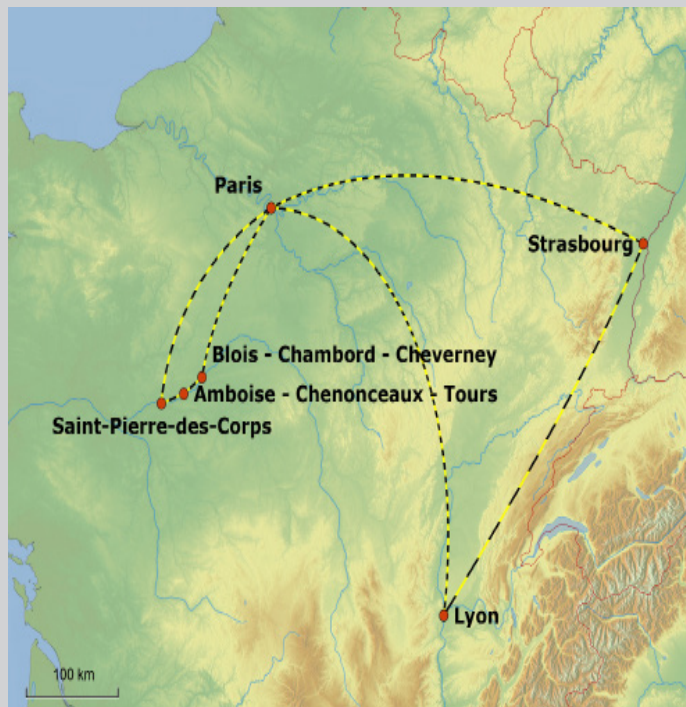 Paris
Strasbourg
Blois - Chambord - Cheverney
Amboise - Chenonceaux - Tours
Saint-Pierre-des-Corps
Lyon
100 km